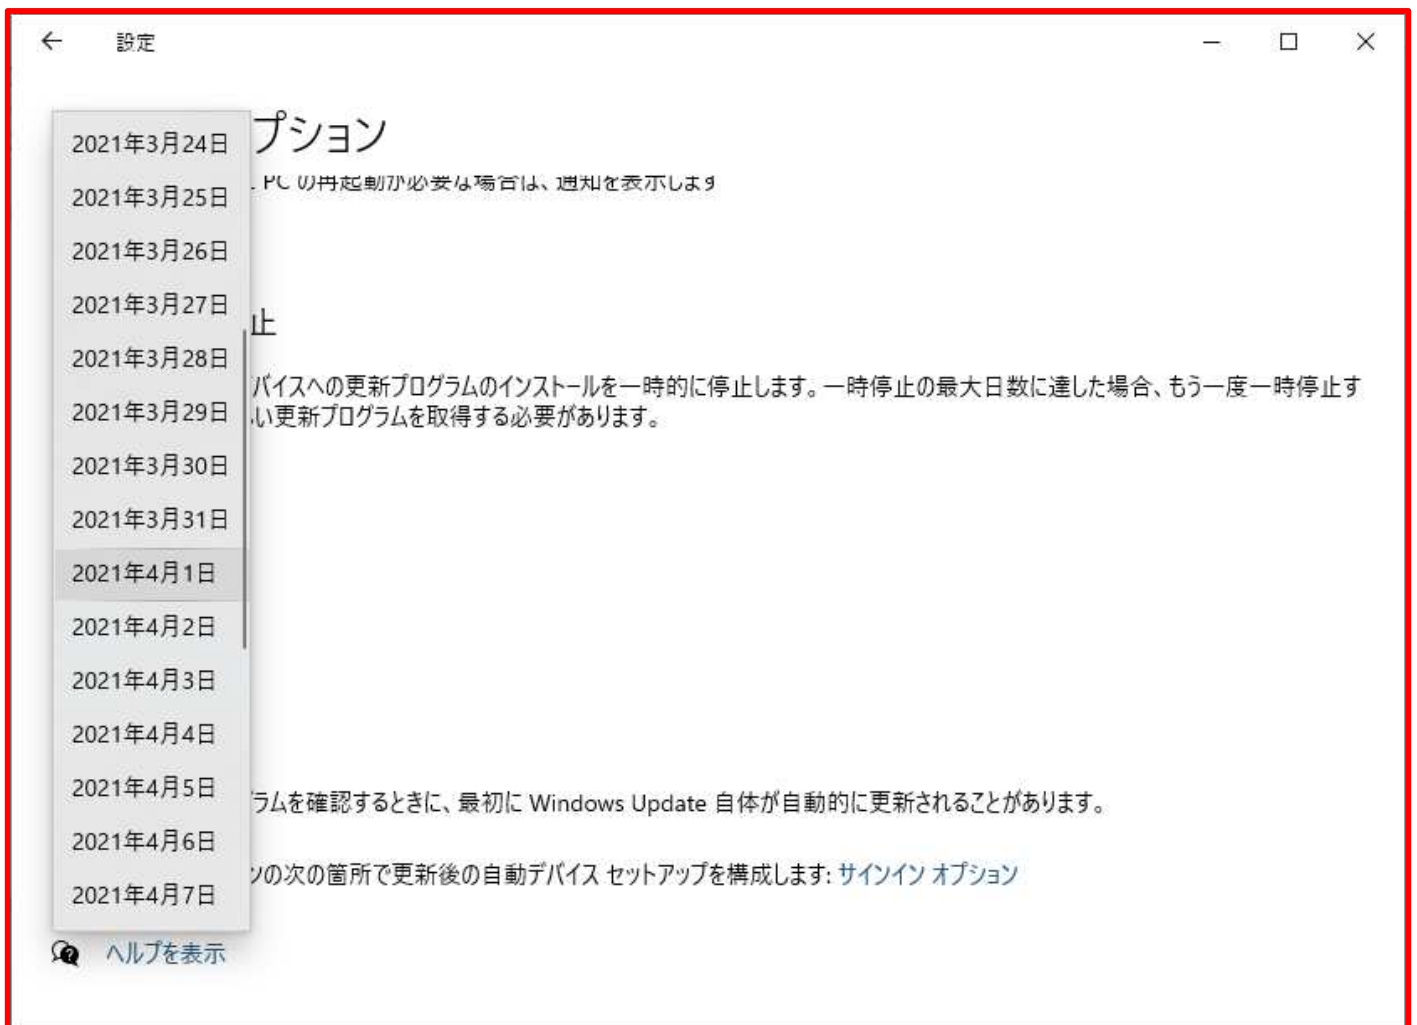 設定
プション
PC の再起動が必要な場合は、通知を表示します
止
バイスへの更新プログラムのインストールを一時的に停止します。一時停止の最大日数に達した場合、もう一度一時停止す
い更新プログラムを取得する必要があります。
2021年3月24日
2021年3月25日
2021年3月26日
2021年3月27日
2021年3月28日
2021年3月29日
2021年3月30日
2021年3月31日
2021年4月1日
2021年4月2日
2021年4月3日
2021年4月4日
2021年4月5日
2021年4月6日
2021年4月7日
ラムを確認するときに、最初に Windows Update 自体が自動的に更新されることがあります。
ンの次の箇所で更新後の自動デバイス セットアップを構成します: サインイン オプション
ヘルプを表示